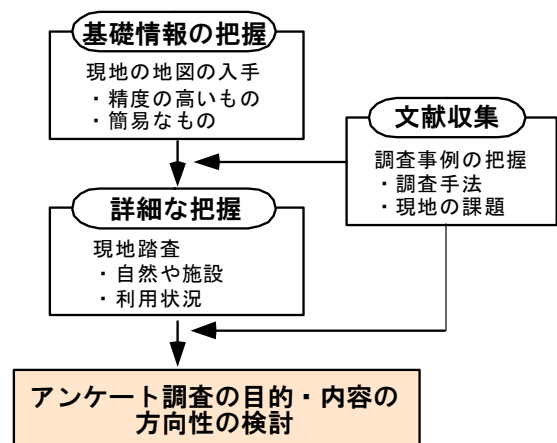 基礎情報の把握
現地の地図の入手
・精度の高いもの
・簡易なもの
文献収集
調査事例の把握
・調査手法
・現地の課題
詳細な把握
現地踏査
・自然や施設
・利用状況
アンケート調査の目的・内容の
方向性の検討